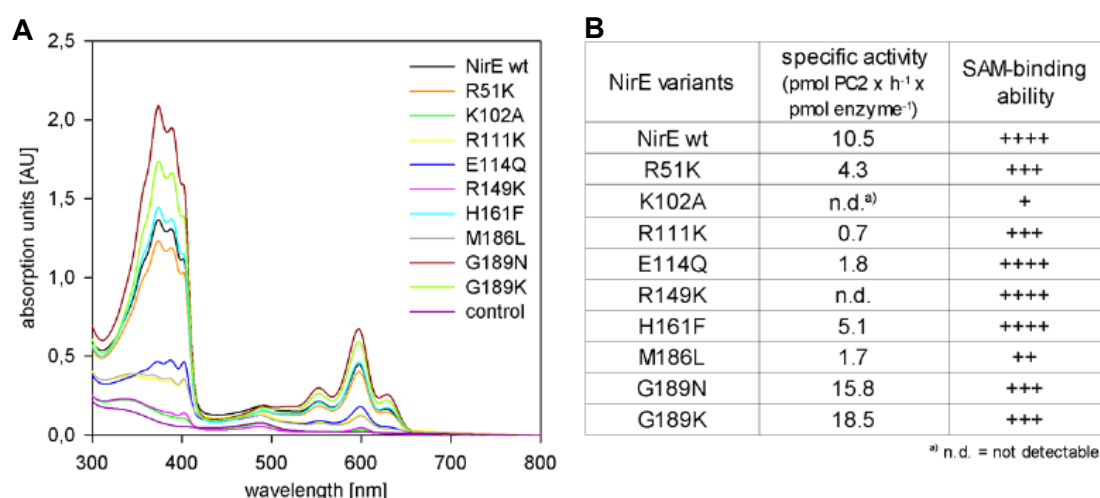 A
2,5
2,0
1,5
1,0
0,5
0,0
absorption units [AU]
300 400 500 600 700 800
wavelength [nm]
NirE wt
R51K
K102A
R111K
E114Q
R149K
H161F
M186L
G189N
G189K
control
B
NirE variants specific activity (pmol PC2 x h⁻¹ x pmol enzyme⁻¹) SAM-binding ability
NirE wt 10.5 ++++
R51K 4.3 +++
K102A n.d.ᵃ⁾ +
R111K 0.7 +++
E114Q 1.8 ++++
R149K n.d. ++++
H161F 5.1 ++++
M186L 1.7 ++
G189N 15.8 +++
G189K 18.5 +++
ᵃ⁾ n.d. = not detectable